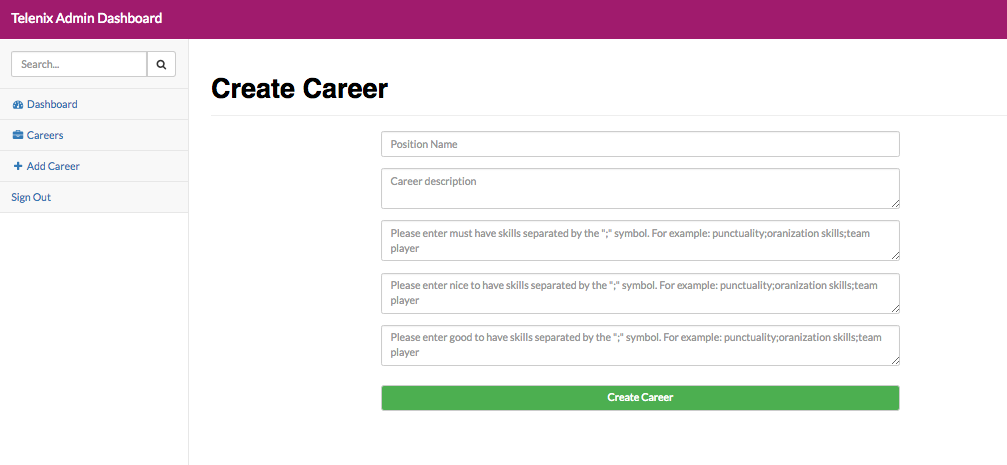 Telenix Admin Dashboard
Search...
Dashboard
Careers
Add Career
Sign Out
Create Career
Position Name
Career description
Please enter must have skills separated by the ";" symbol. For example: punctuality;oranization skills;team
player
Please enter nice to have skills separated by the ";" symbol. For example: punctuality;oranization skills;team
player
Please enter good to have skills separated by the ";" symbol. For example: punctuality;oranization skills;team
player
Create Career